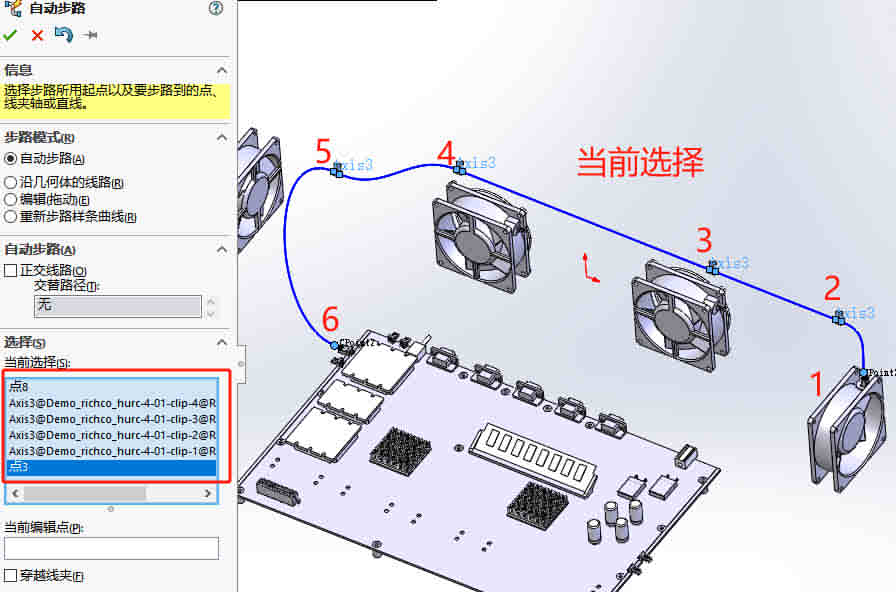 自动步路
信息
选择步路所用起点以及要步路到的点、
线夹轴或直线。
步路模式(R)
自动步路(A)
沿几何体的线路(R)
编辑(拖动)(E)
重新步路样条曲线(R)
自动步路(A)
正交线路(O)
交替路径(T):
无
选择(S)
当前选择(S):
点8
Axis3@Demo_richco_hurc-4-01-clip-4@R
Axis3@Demo_richco_hurc-4-01-clip-3@R
Axis3@Demo_richco_hurc-4-01-clip-2@R
Axis3@Demo_richco_hurc-4-01-clip-1@R
点3
当前编辑点(P):
穿越线夹(F)
当前选择
5
xis3
4
xis3
3
xis3
2
xis3
6
CPoint2
1
Point2